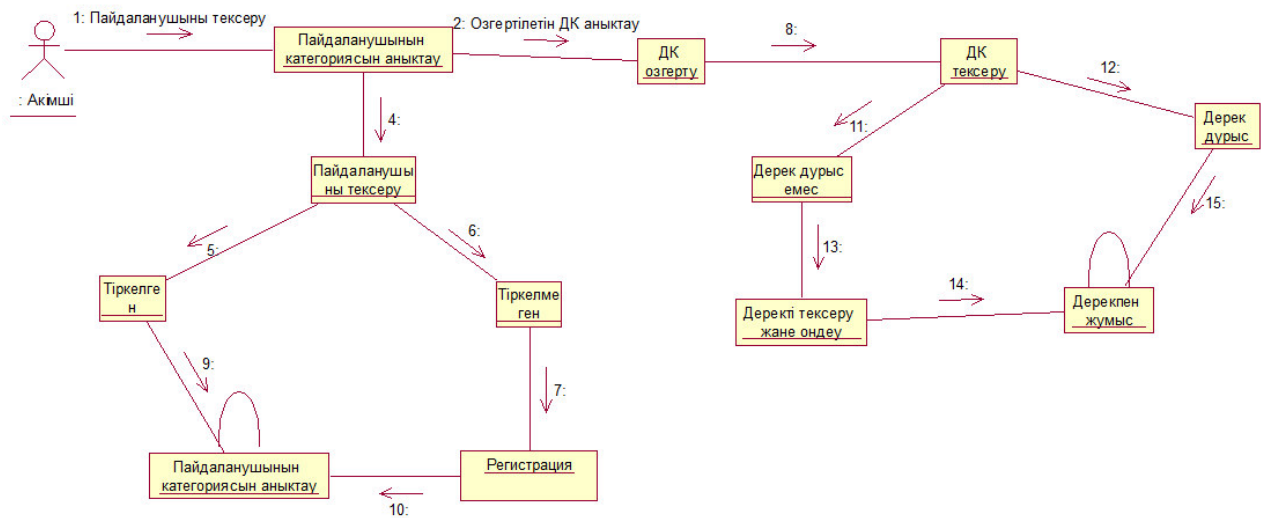 1: Пайдаланушыны тексеру
2: Озгертілетін ДК аныктау
8:
Пайдаланушынын
категориясын аныктау
ДК
озгерту
ДК
тексеру
12:
: Акімші
4:
11:
Дерек
дурыс
Пайдаланушы
ны тексеру
Дерек дурыс
емес
15:
5:
6:
13:
Тіркелге
н
Тіркелме
ген
14:
Деректі тексеру
жане ондеу
Дерекпен
жумыс
9:
7:
Пайдаланушынын
категориясын аныктау
Регистрация
10: